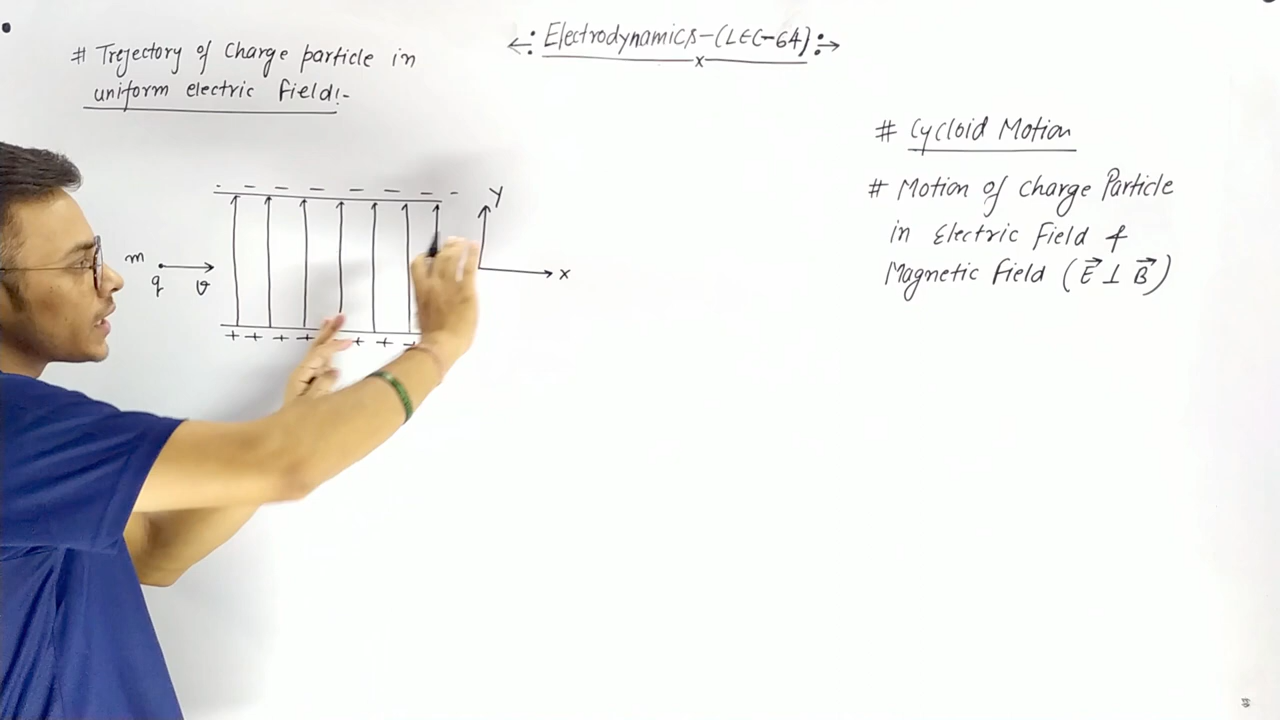 Electrodynamics-(LEC-64)
# Trejectory of Charge particle in
uniform electric Field!-
- - - - - - - -
y
m
q v
x
+ + + + + + +
# Cycloid Motion
# Motion of Charge Particle
in Electric Field &
Magnetic Field (E⃗ ⊥ B⃗)